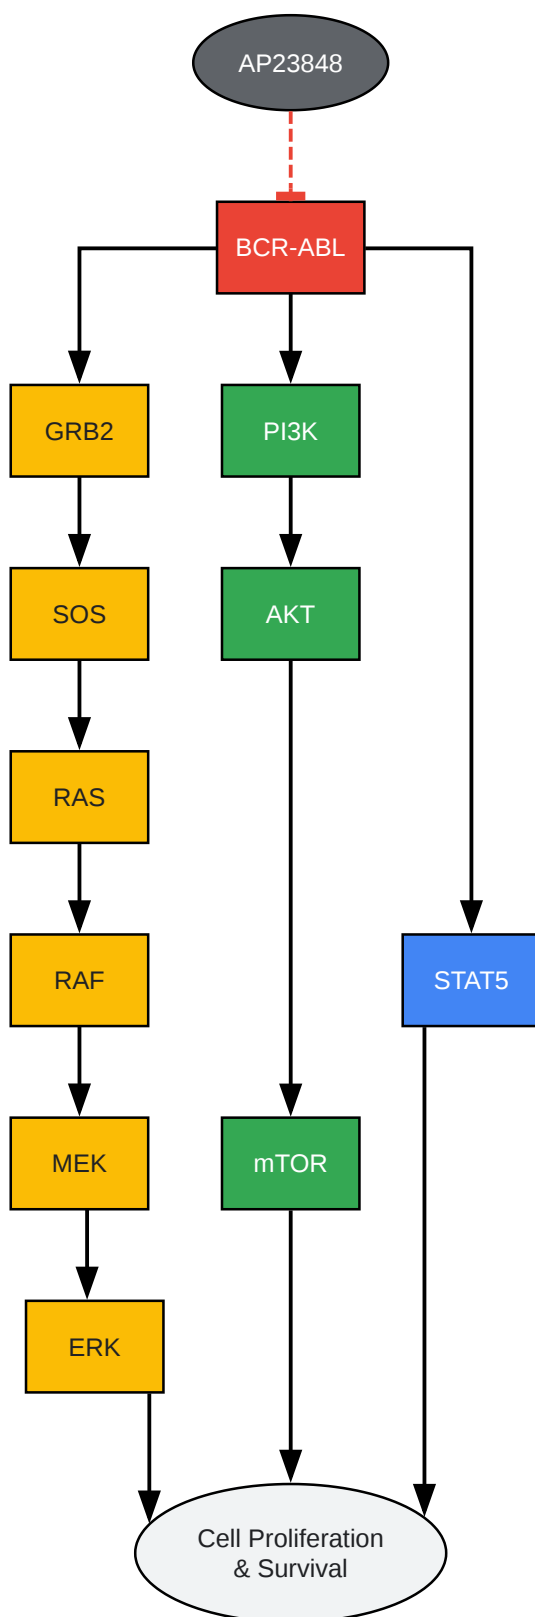 AP23848
BCR-ABL
GRB2
PI3K
SOS
AKT
RAS
RAF
STAT5
MEK
mTOR
ERK
Cell Proliferation
& Survival